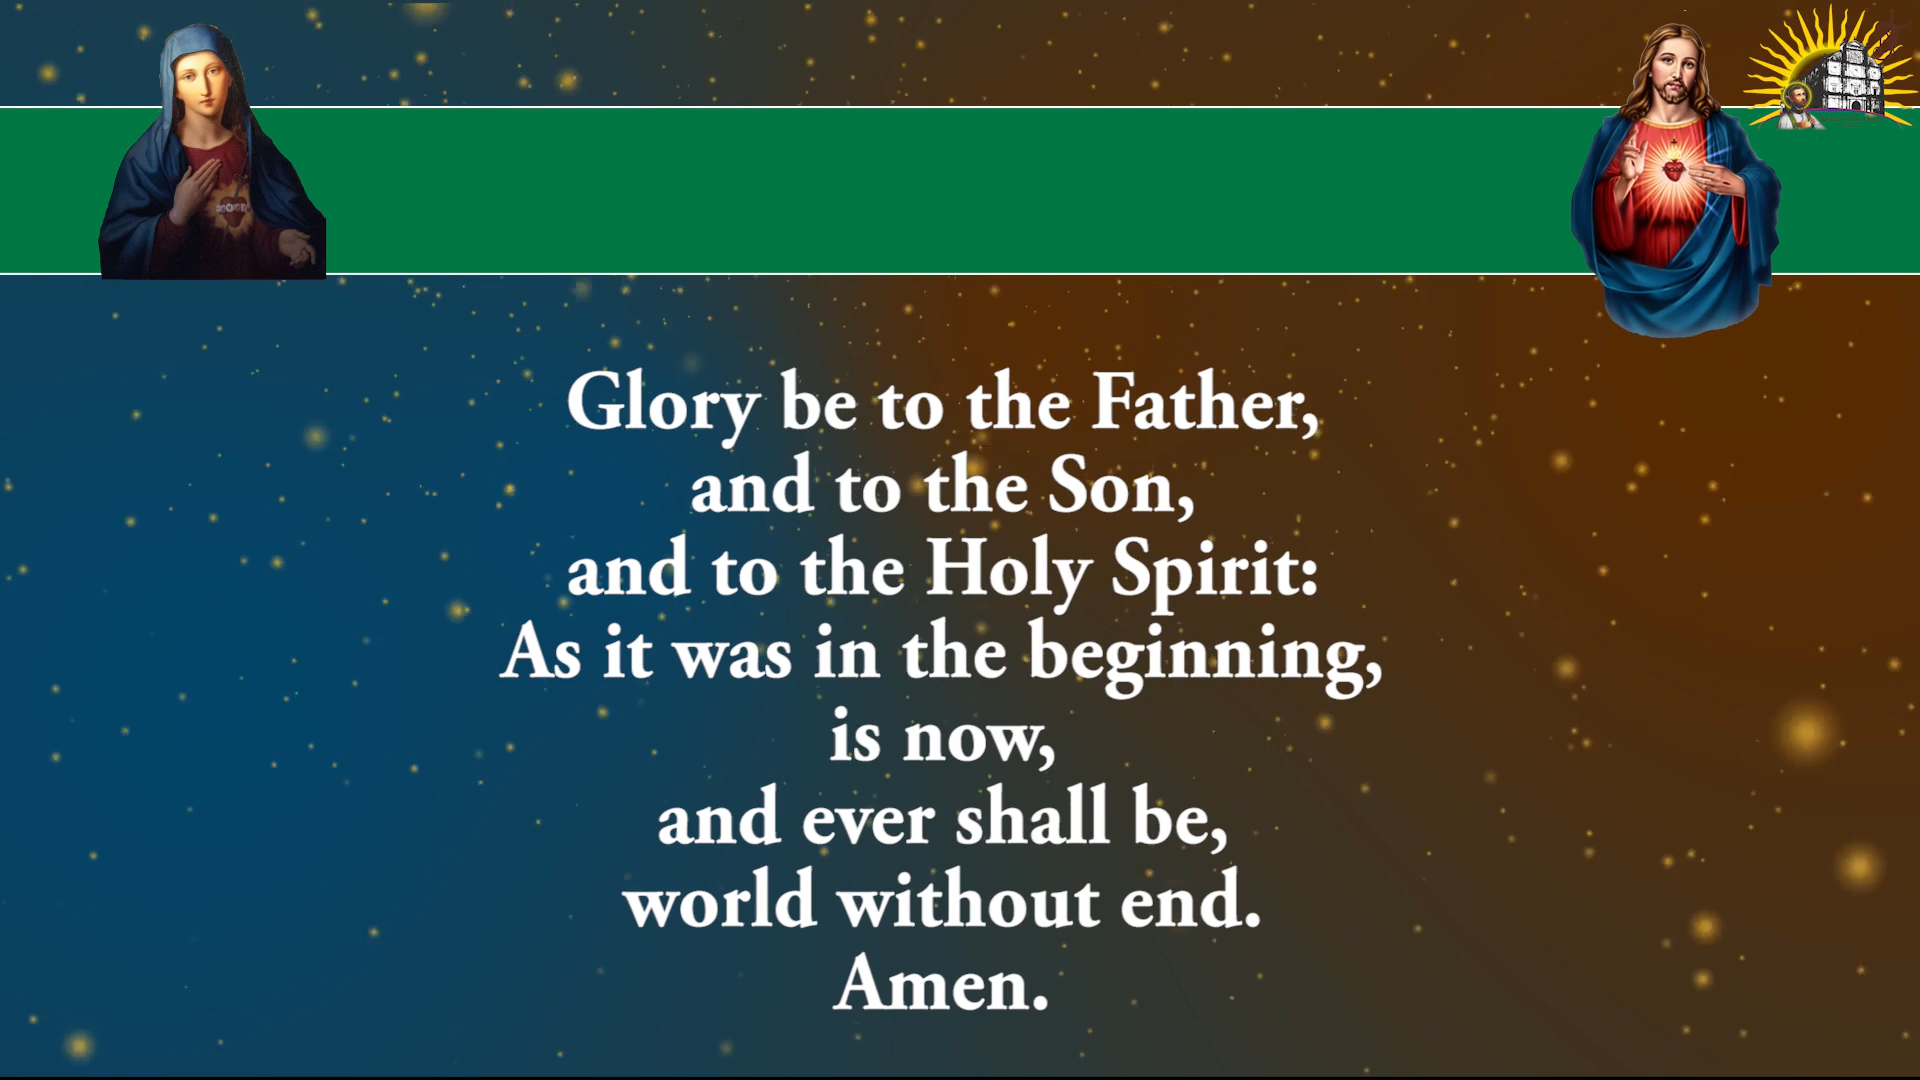 Glory be to the Father,
and to the Son,
and to the Holy Spirit:
As it was in the beginning,
is now,
and ever shall be,
world without end.
Amen.